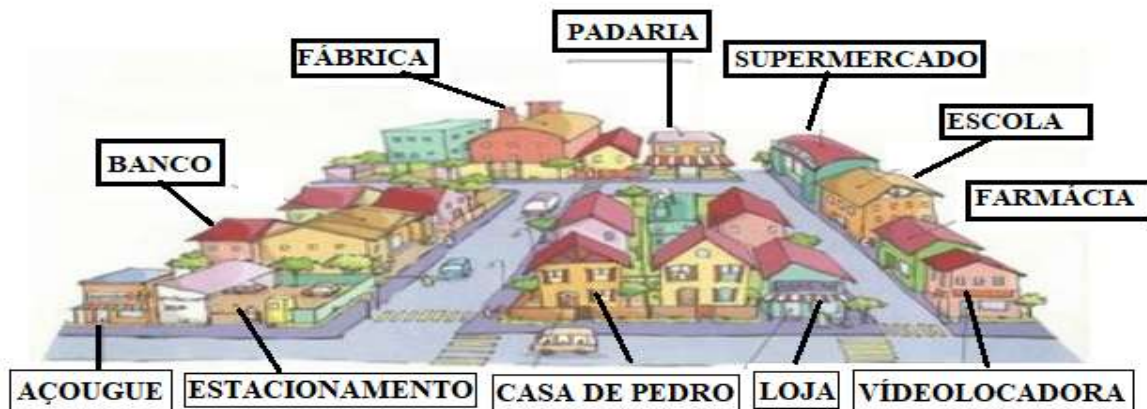 PADARIA
FÁBRICA
SUPERMERCADO
ESCOLA
BANCO
FARMÁCIA
AÇOUGUE
ESTACIONAMENTO
CASA DE PEDRO
LOJA
VÍDEOLOCADORA